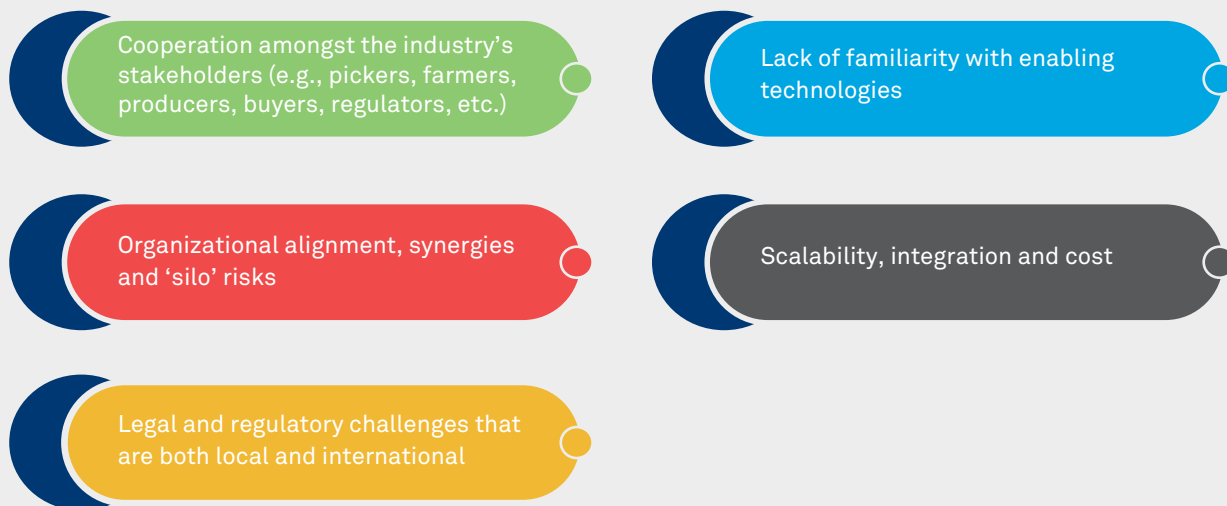 Cooperation amongst the industry’s
stakeholders (e.g., pickers, farmers,
producers, buyers, regulators, etc.)
Lack of familiarity with enabling
technologies
Organizational alignment, synergies
and ‘silo’ risks
Scalability, integration and cost
Legal and regulatory challenges that
are both local and international